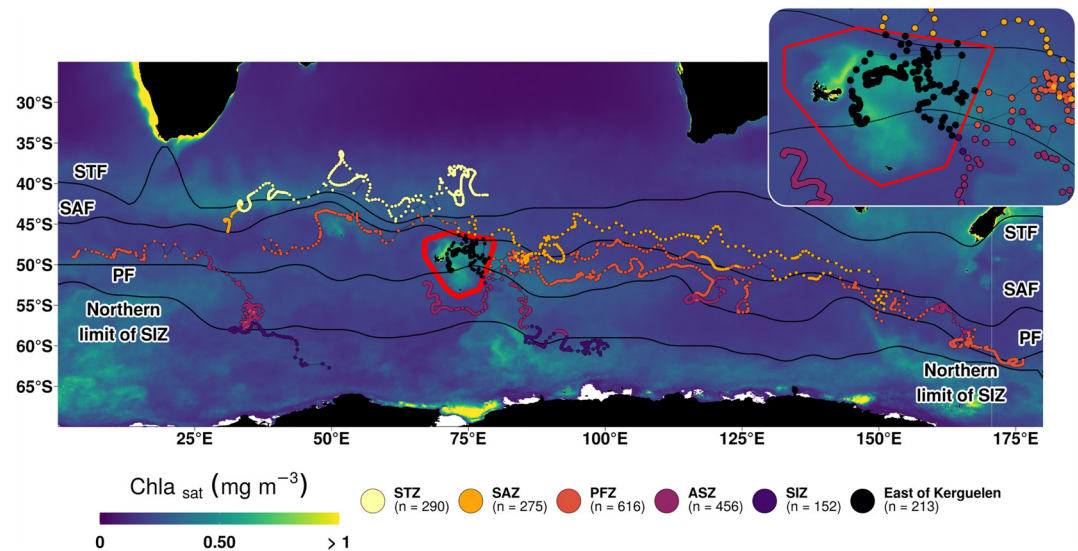 30°S
35°S
40°S
45°S
50°S
55°S
60°S
65°S
STF
SAF
PF
Northern
limit of SIZ
STF
SAF
PF
Northern
limit of SIZ
25°E
50°E
75°E
100°E
125°E
150°E
175°E
Chla sat (mg m−3)
0
0.50
> 1
STZ
(n = 290)
SAZ
(n = 275)
PFZ
(n = 616)
ASZ
(n = 456)
SIZ
(n = 152)
East of Kerguelen
(n = 213)